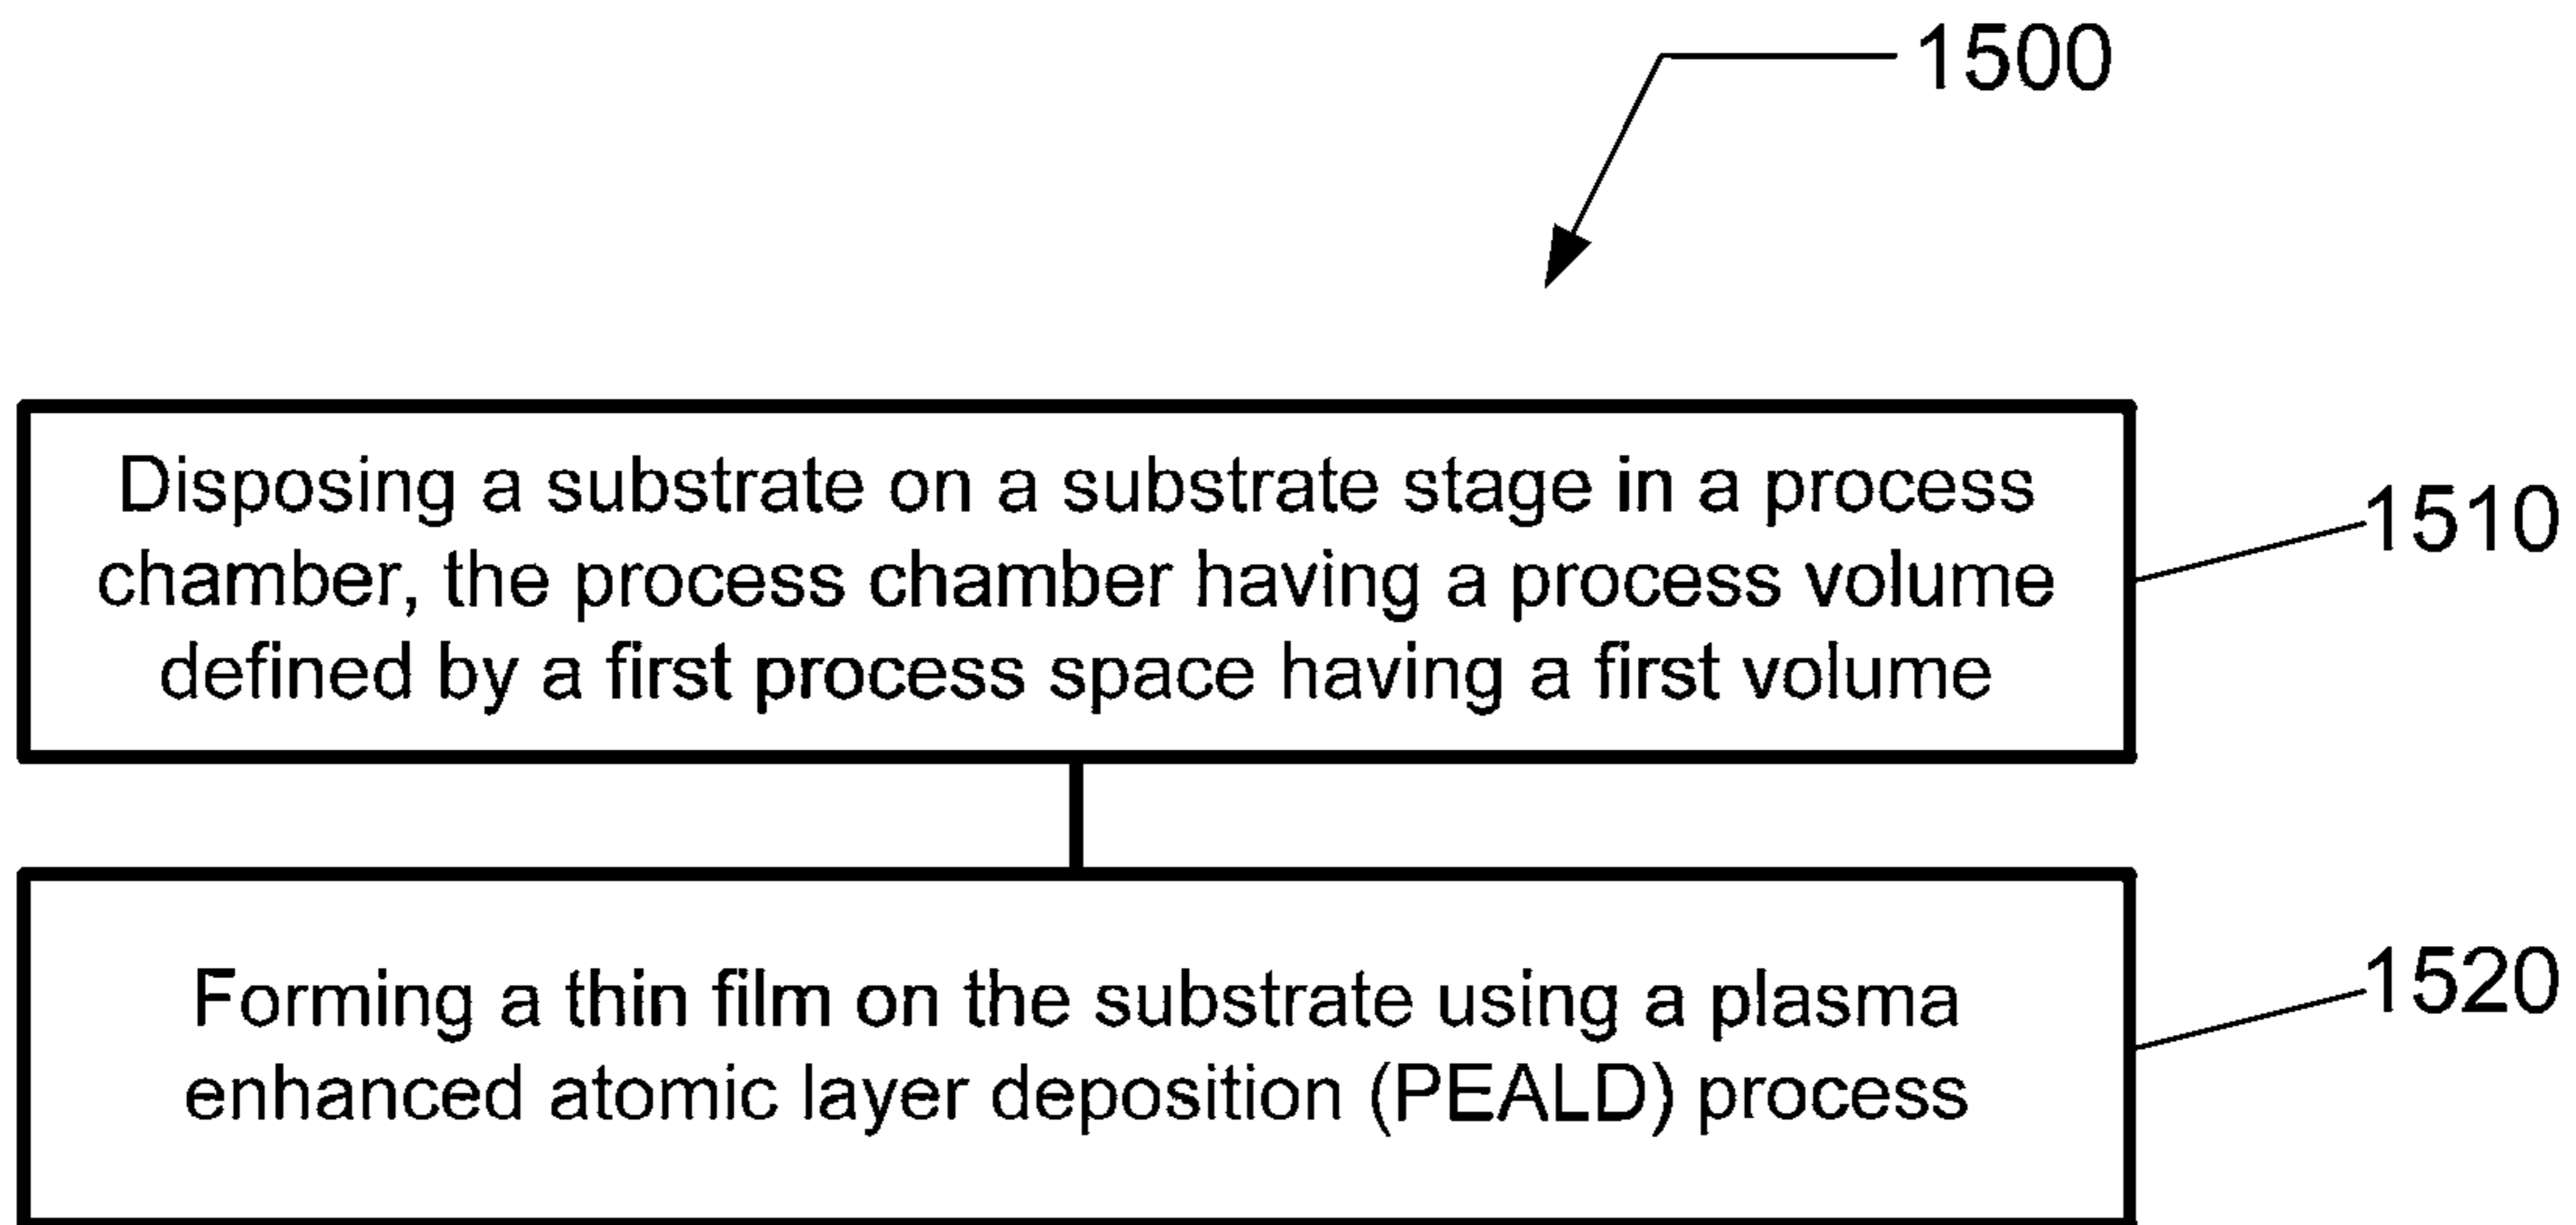 1500
Disposing a substrate on a substrate stage in a process
chamber, the process chamber having a process volume
defined by a first process space having a first volume
1510
Forming a thin film on the substrate using a plasma
enhanced atomic layer deposition (PEALD) process
1520